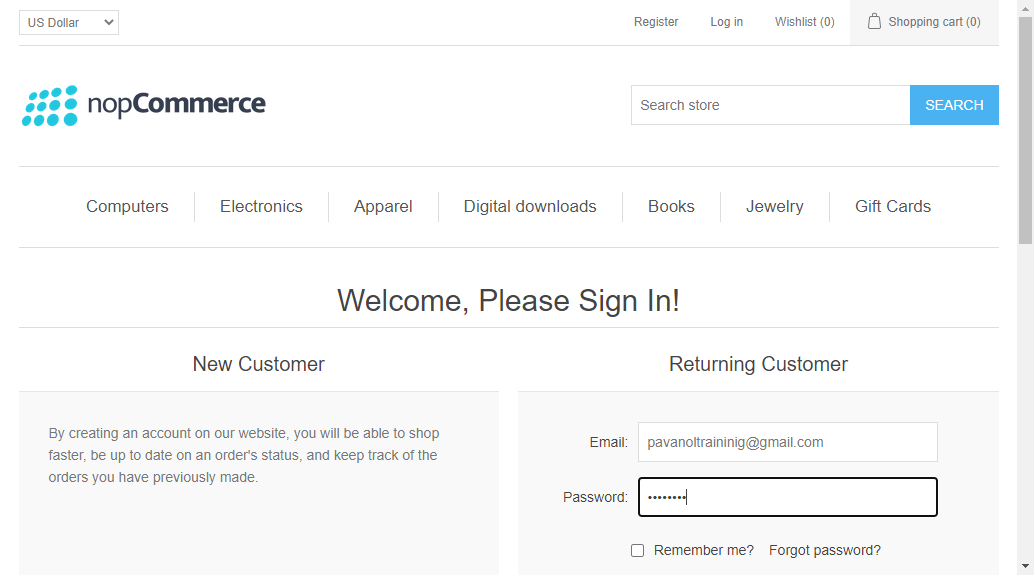 US Dollar
Register Log in Wishlist (0) Shopping cart (0)
nopCommerce
Search store SEARCH
Computers Electronics Apparel Digital downloads Books Jewelry Gift Cards
Welcome, Please Sign In!
New Customer
By creating an account on our website, you will be able to shop
faster, be up to date on an order's status, and keep track of the
orders you have previously made.
Returning Customer
Email: pavanoltraininig@gmail.com
Password: ••••••••
Remember me? Forgot password?